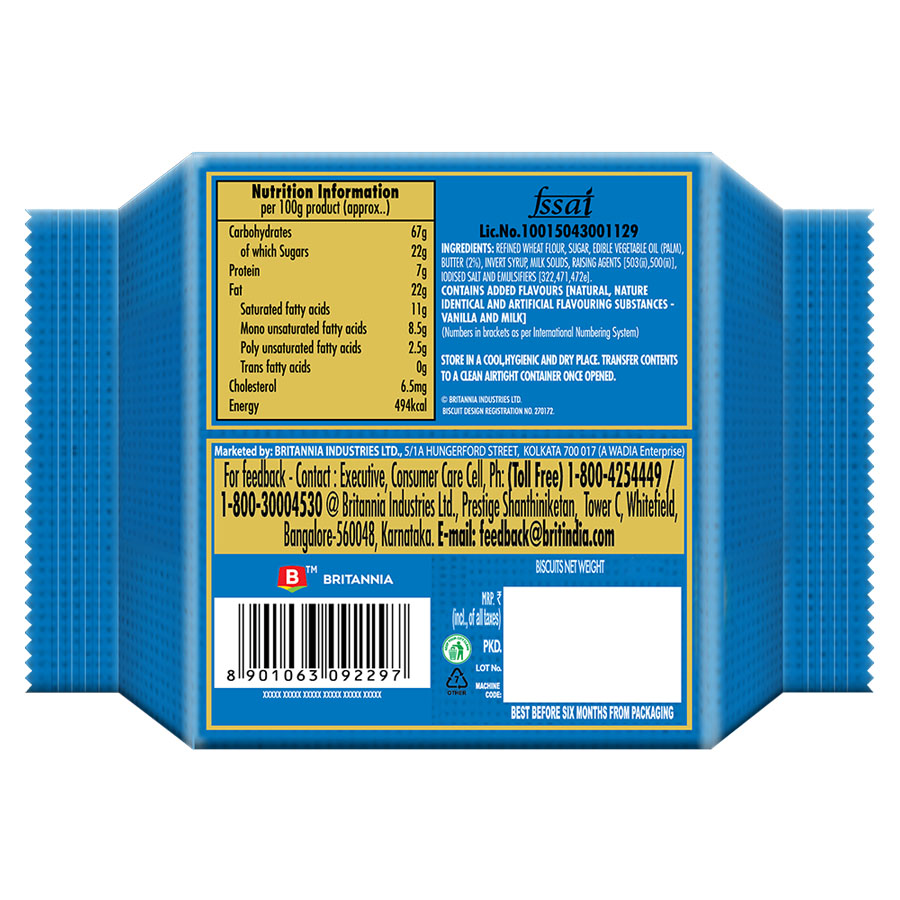 Nutrition Information
per 100g product (approx..)
Carbohydrates 67g
of which Sugars 22g
Protein 7g
Fat 22g
Saturated fatty acids 11g
Mono unsaturated fatty acids 8.5g
Poly unsaturated fatty acids 2.5g
Trans fatty acids 0g
Cholesterol 6.5mg
Energy 494kcal
fssai
Lic.No.10015043001129
INGREDIENTS: REFINED WHEAT FLOUR, SUGAR, EDIBLE VEGETABLE OIL (PALM),
BUTTER (2%), INVERT SYRUP, MILK SOLIDS, RAISING AGENTS [503(ii),500(ii)],
IODISED SALT AND EMULSIFIERS [322,471,472e].
CONTAINS ADDED FLAVOURS [NATURAL, NATURE
IDENTICAL AND ARTIFICIAL FLAVOURING SUBSTANCES -
VANILLA AND MILK]
(Numbers in brackets as per International Numbering System)
STORE IN A COOL,HYGIENIC AND DRY PLACE. TRANSFER CONTENTS
TO A CLEAN AIRTIGHT CONTAINER ONCE OPENED.
© BRITANNIA INDUSTRIES LTD.
BISCUIT DESIGN REGISTRATION NO. 270172.
Marketed by: BRITANNIA INDUSTRIES LTD., 5/1A HUNGERFORD STREET, KOLKATA 700 017 (A WADIA Enterprise)
For feedback - Contact : Executive, Consumer Care Cell, Ph: (Toll Free) 1-800-4254449 /
1-800-30004530 @ Britannia Industries Ltd., Prestige Shanthiniketan, Tower C, Whitefield,
Bangalore-560048, Karnataka. E-mail: feedback@britindia.com
B™ BRITANNIA
8 901063 092297
XXXXX XXXXX XXXXX XXXXX XXXXX XXXXX
BISCUITS NET WEIGHT
MRP. ₹
(incl., of all taxes)
PKD.
LOT No.
7
OTHER
MACHINE
CODE:
BEST BEFORE SIX MONTHS FROM PACKAGING